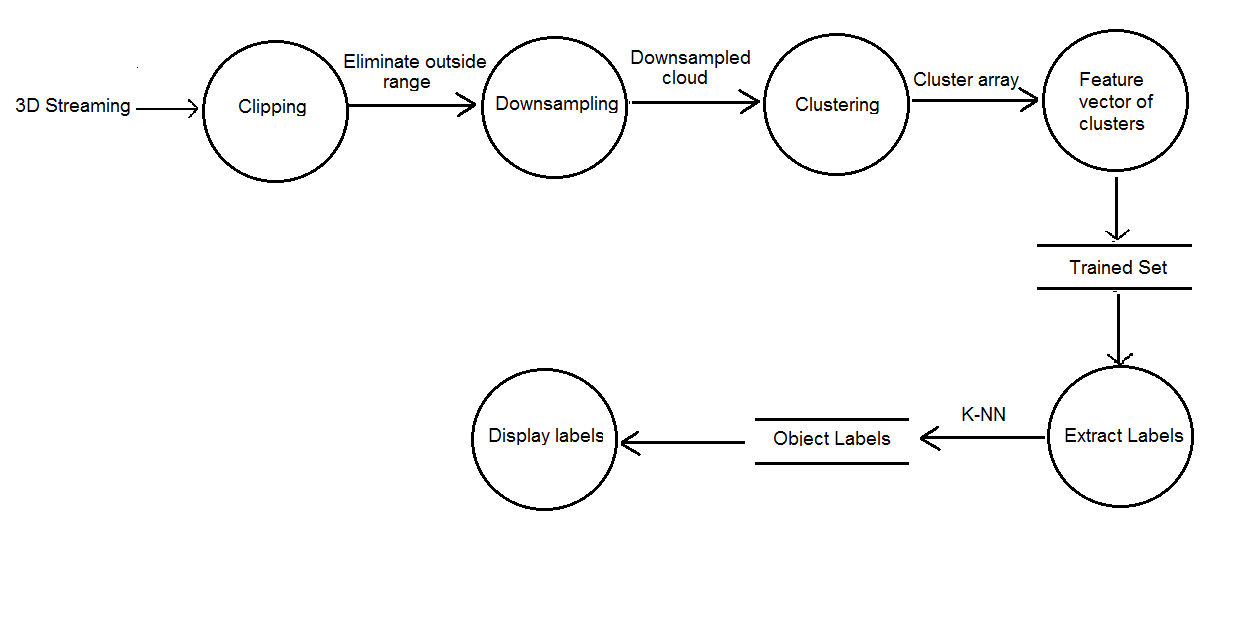 3D Streaming
Clipping
Eliminate outside
range
Downsampling
Downsampled
cloud
Clustering
Cluster array
Feature
vector of
clusters
Trained Set
Extract Labels
K-NN
Object Labels
Display labels